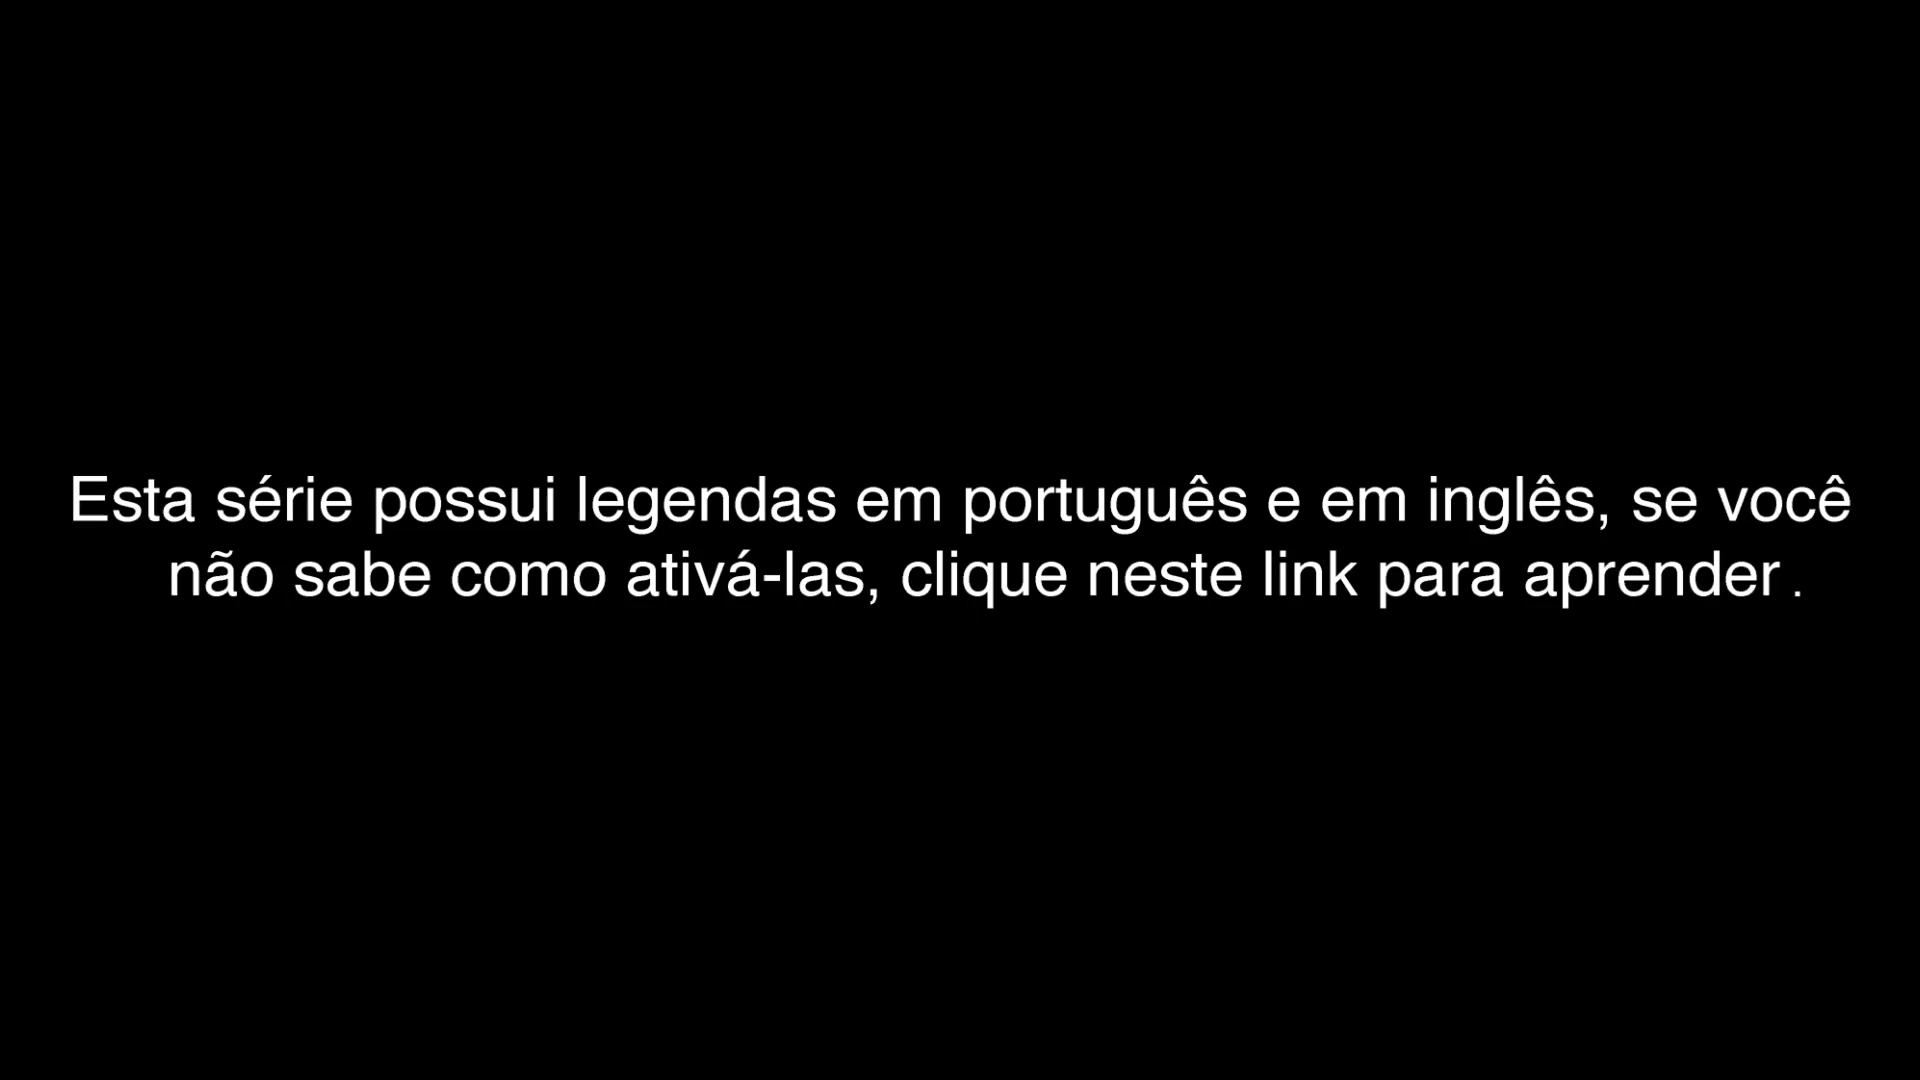 Esta série possui legendas em português e em inglês, se você
não sabe como ativá-las, clique neste link para aprender .